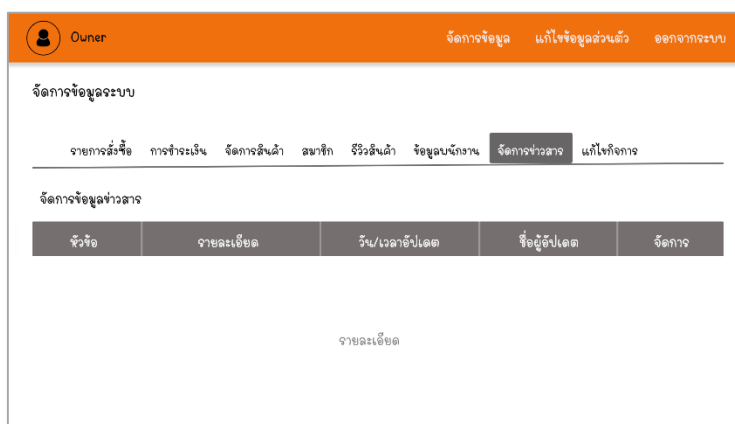 Owner จัดการข้อมูล แก้ไขข้อมูลส่วนตัว ออกจากระบบ
จัดการข้อมูลระบบ
รายการสั่งซื้อ การชำระเงิน จัดการสินค้า สมาชิก รีวิวสินค้า ข้อมูลพนักงาน จัดการข่าวสาร แก้ไขกิจการ
จัดการข้อมูลข่าวสาร
หัวข้อ รายละเอียด วัน/เวลาอัปเดต ชื่อผู้อัปเดต จัดการ
รายละเอียด